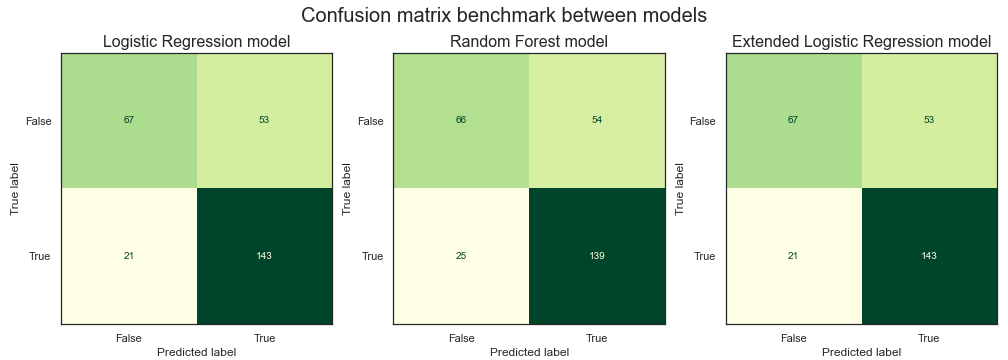 Confusion matrix benchmark between models
Logistic Regression model
False
67
53
True label
True
21
143
False
True
Predicted label
Random Forest model
False
66
54
True label
True
25
139
False
True
Predicted label
Extended Logistic Regression model
False
67
53
True label
True
21
143
False
True
Predicted label